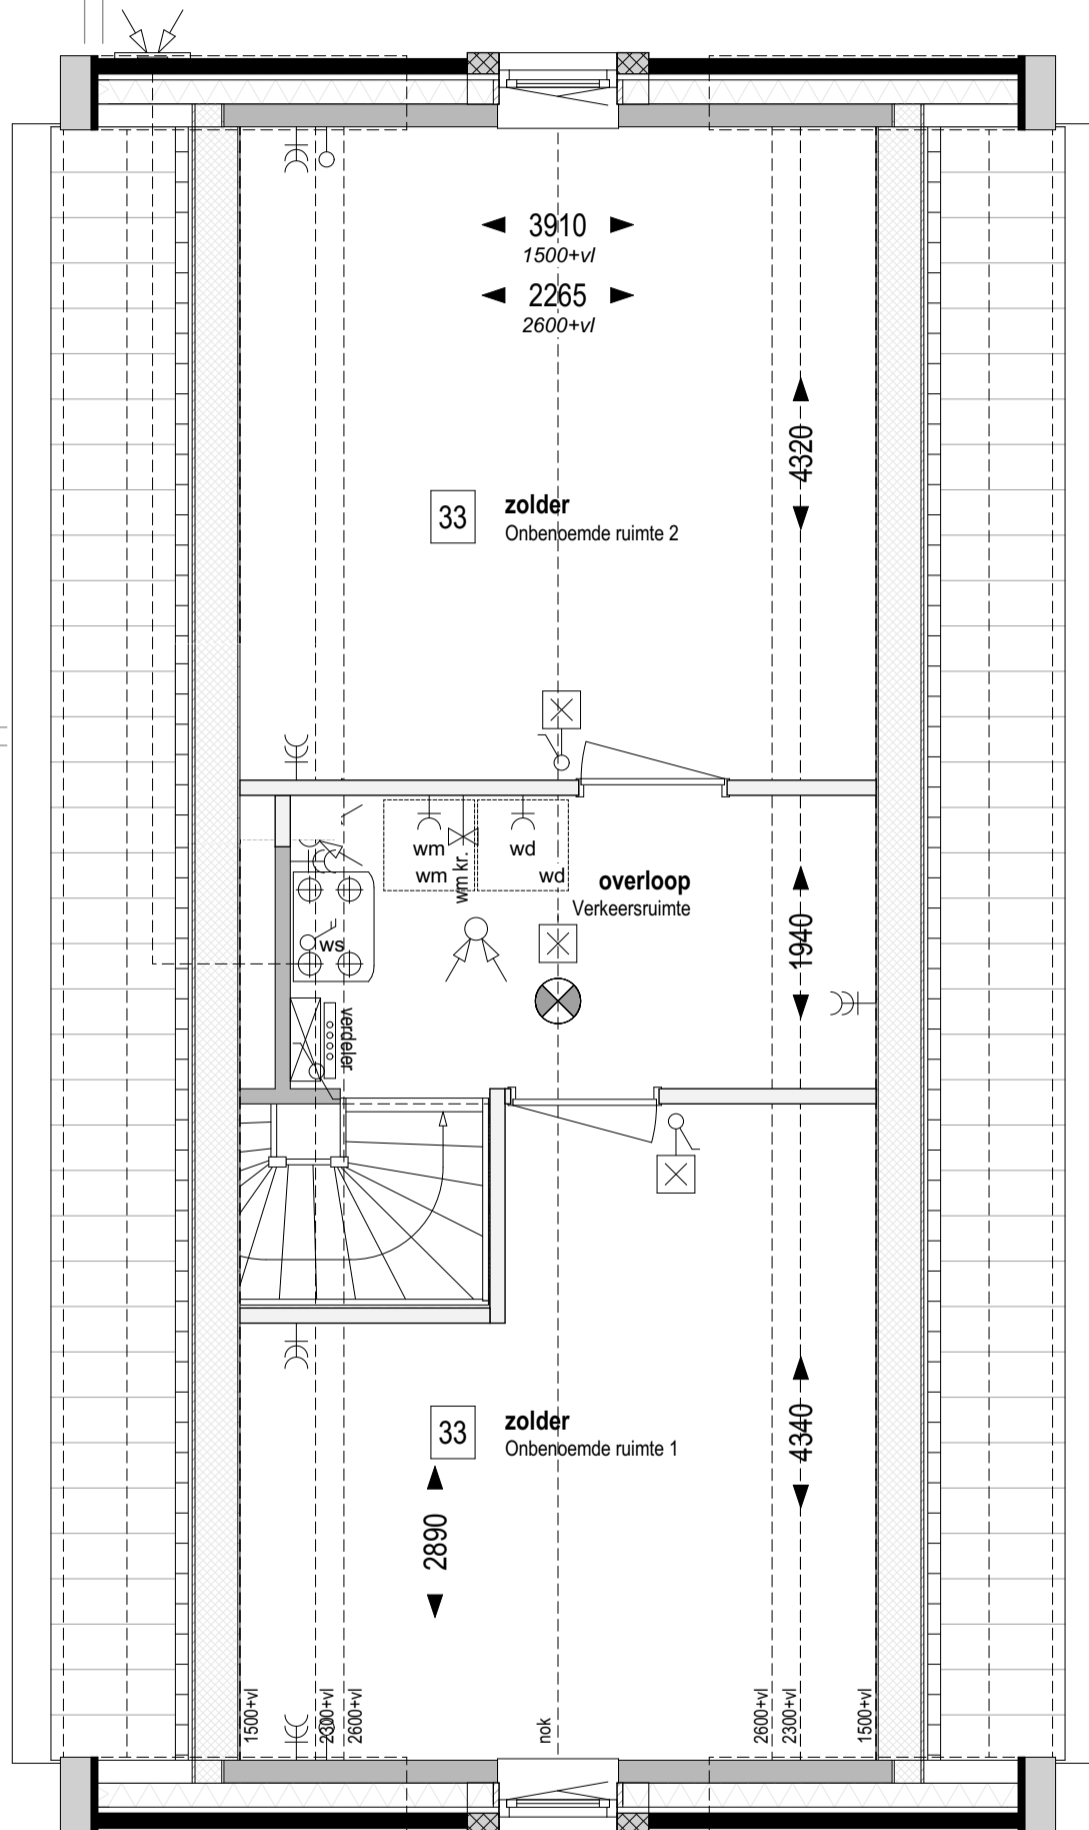 3910
1500+vl
2265
2600+vl
4320
33
zolder
Onbenoemde ruimte 2
wm
wm
wm kr.
wd
wd
overloop
Verkeersruimte
1940
ws
verdeler
33
zolder
Onbenoemde ruimte 1
4340
2890
1500+vl
2300+vl
2600+vl
nok
2600+vl
2300+vl
1500+vl